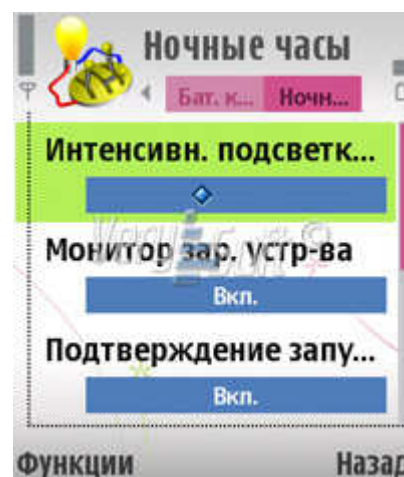 Ночные часы
Бат. к... Ночн...
Интенсивн. подсветк...
Монитор зар. устр-ва
Вкл.
Подтверждение запу...
Вкл.
Функции Назад